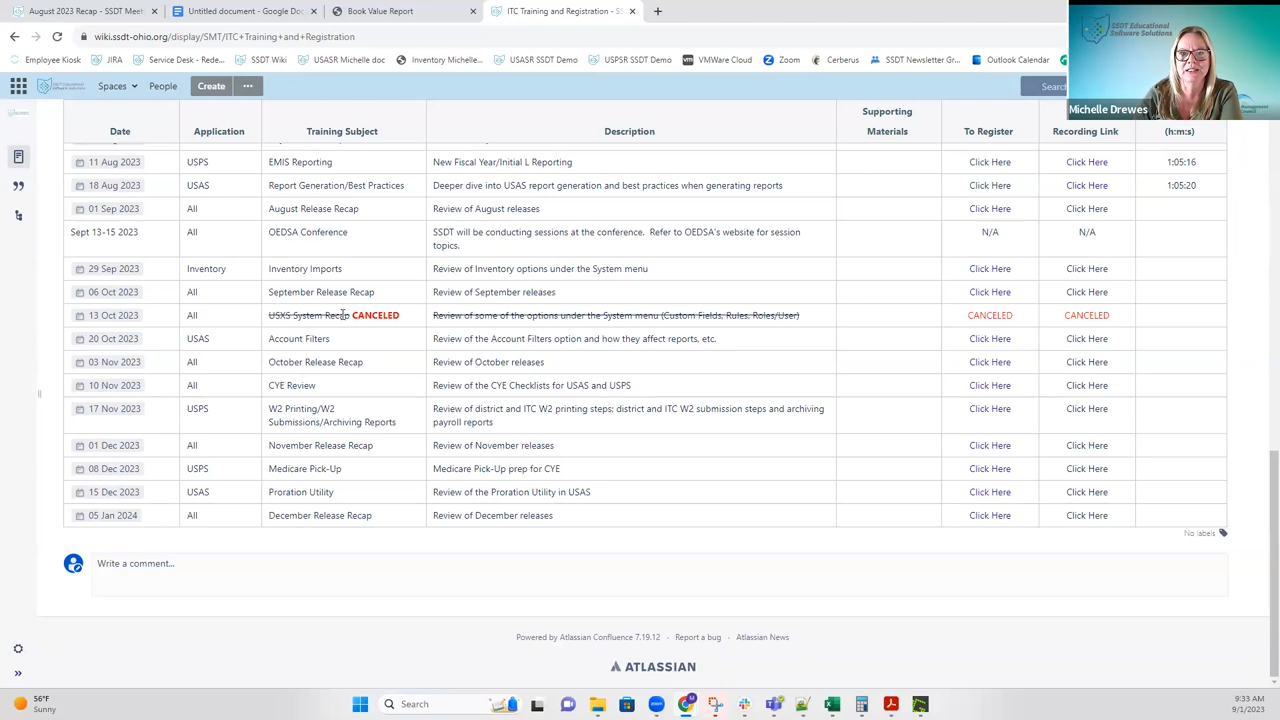 August 2023 Recap - SSDT Meet
Untitled document - Google Doc
Book Value Report
ITC Training and Registration - S
wiki.ssdt-ohio.org/display/SMT/ITC+Training+and+Registration
Employee Kiosk
JIRA
Service Desk - Rede...
SSDT Wiki
USASR Michelle doc
Inventory Michelle...
USASR SSDT Demo
USPSR SSDT Demo
VMWare Cloud
Zoom
Cerberus
SSDT Newsletter Gr...
Outlook Calendar
SSDT Educational
Software Solutions
Management
Council
Michelle Drewes
Spaces
People
Create
Search
Date Application Training Subject Description Supporting Materials To Register Recording Link (h:m:s)
11 Aug 2023 USPS EMIS Reporting New Fiscal Year/Initial L Reporting Click Here Click Here 1:05:16
18 Aug 2023 USAS Report Generation/Best Practices Deeper dive into USAS report generation and best practices when generating reports Click Here Click Here 1:05:20
01 Sep 2023 All August Release Recap Review of August releases Click Here Click Here
Sept 13-15 2023 All OEDSA Conference SSDT will be conducting sessions at the conference. Refer to OEDSA's website for session N/A N/A
topics.
29 Sep 2023 Inventory Inventory Imports Review of Inventory options under the System menu Click Here Click Here
06 Oct 2023 All September Release Recap Review of September releases Click Here Click Here
13 Oct 2023 All USXS System Recap CANCELED Review of some of the options under the System menu (Custom Fields, Rules, Roles/User) CANCELED CANCELED
20 Oct 2023 USAS Account Filters Review of the Account Filters option and how they affect reports, etc. Click Here Click Here
03 Nov 2023 All October Release Recap Review of October releases Click Here Click Here
10 Nov 2023 All CYE Review Review of the CYE Checklists for USAS and USPS Click Here Click Here
17 Nov 2023 USPS W2 Printing/W2 Review of district and ITC W2 printing steps; district and ITC W2 submission steps and archiving Click Here Click Here
Submissions/Archiving Reports payroll reports
01 Dec 2023 All November Release Recap Review of November releases Click Here Click Here
08 Dec 2023 USPS Medicare Pick-Up Medicare Pick-Up prep for CYE Click Here Click Here
15 Dec 2023 USAS Proration Utility Review of the Proration Utility in USAS Click Here Click Here
05 Jan 2024 All December Release Recap Review of December releases Click Here Click Here
No labels
Write a comment...
Powered by Atlassian Confluence 7.19.12 · Report a bug · Atlassian News
ATLASSIAN
56°F
Sunny
Search
9:33 AM
9/1/2023